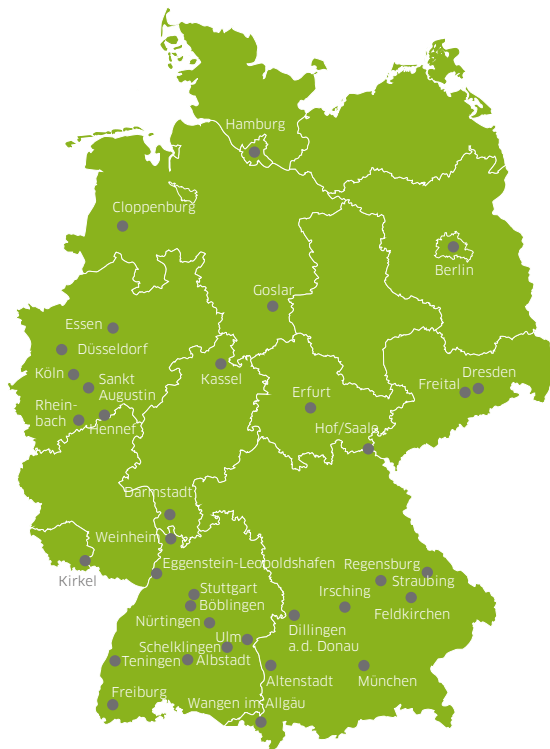 Hamburg
Cloppenburg
Berlin
Goslar
Essen
Düsseldorf
Köln
Sankt
Augustin
Rhein-
bach
Hennef
Kassel
Erfurt
Dresden
Freital
Hof/Saale
Darmstadt
Weinheim
Eggenstein-Leopoldshafen
Kirkel
Regensburg
Straubing
Stuttgart
Böblingen
Irsching
Feldkirchen
Nürtingen
Dillingen
a.d. Donau
Ulm
Schelklingen
Teningen
Albstadt
Altenstadt
München
Freiburg
Wangen im Allgäu